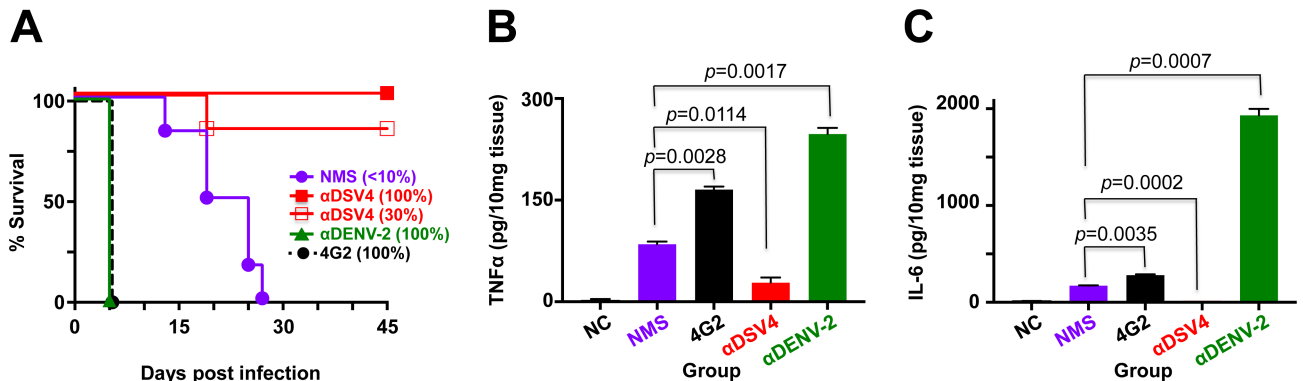 A
% Survival
100
50
0
0
15
30
45
Days post infection
NMS (<10%)
αDSV4 (100%)
αDSV4 (30%)
αDENV-2 (100%)
4G2 (100%)
B
TNFα (pg/10mg tissue)
300
150
0
p=0.0017
p=0.0114
p=0.0028
NC
NMS
4G2
αDSV4
αDENV-2
Group
C
IL-6 (pg/10mg tissue)
2000
1000
0
p=0.0007
p=0.0002
p=0.0035
NC
NMS
4G2
αDSV4
αDENV-2
Group